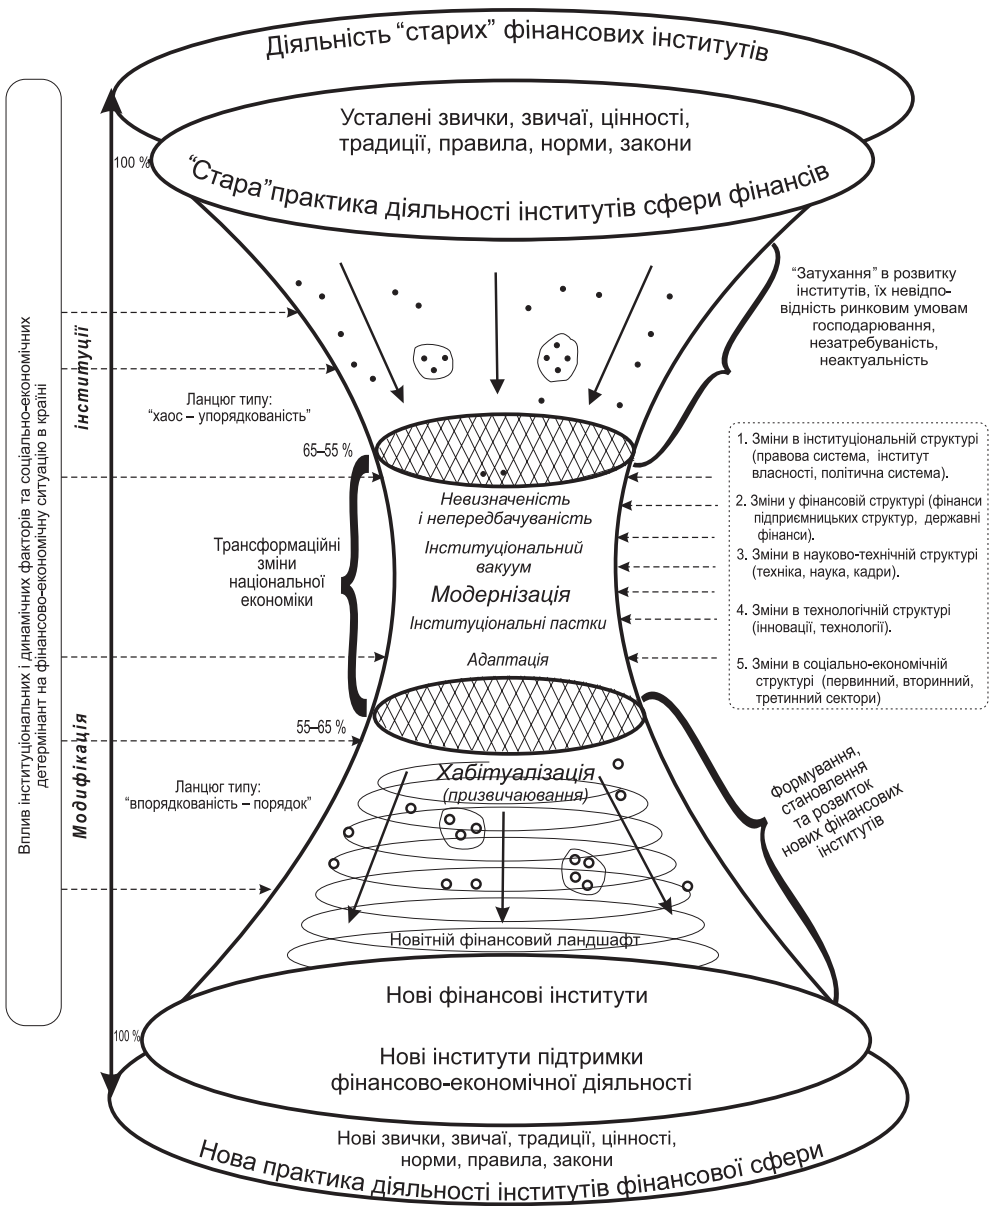 Діяльність “старих” фінансових інститутів
Усталені звички, звичаї, цінності,
традиції, правила, норми, закони
“Стара”практика діяльності інститутів сфери фінансів
100 %
Вплив інституціональних і динамічних факторів та соціально-економічних
детермінант на фінансово-економічну ситуацію в країні
інституції
Модифікація
“Затухання” в розвитку
інститутів, їх невідпо-
відність ринковим умовам
господарювання,
незатребуваність,
неактуальність
Ланцюг типу:
“хаос – упорядкованість”
65–55 %
Трансформаційні
зміни
національної
економіки
Невизначеність
і непередбачуваність
Інституціональний
вакуум
Модернізація
Інституціональні пастки
Адаптація
1. Зміни в інституціональній структурі
(правова система, інститут
власності, політична система).
2. Зміни у фінансовій структурі (фінанси
підприємницьких структур, державні
фінанси).
3. Зміни в науково-технічній структурі
(техніка, наука, кадри).
4. Зміни в технологічній структурі
(інновації, технології).
5. Зміни в соціально-економічній
структурі (первинний, вторинний,
третинний сектори)
55–65 %
Ланцюг типу:
“впорядкованість – порядок”
Хабітуалізація
(призвичаювання)
Формування,
становлення
та розвиток
нових фінансових
інститутів
Новітній фінансовий ландшафт
Нові фінансові інститути
100 %
Нові інститути підтримки
фінансово-економічної діяльності
Нові звички, звичаї, традиції, цінності,
норми, правила, закони
Нова практика діяльності інститутів фінансової сфери